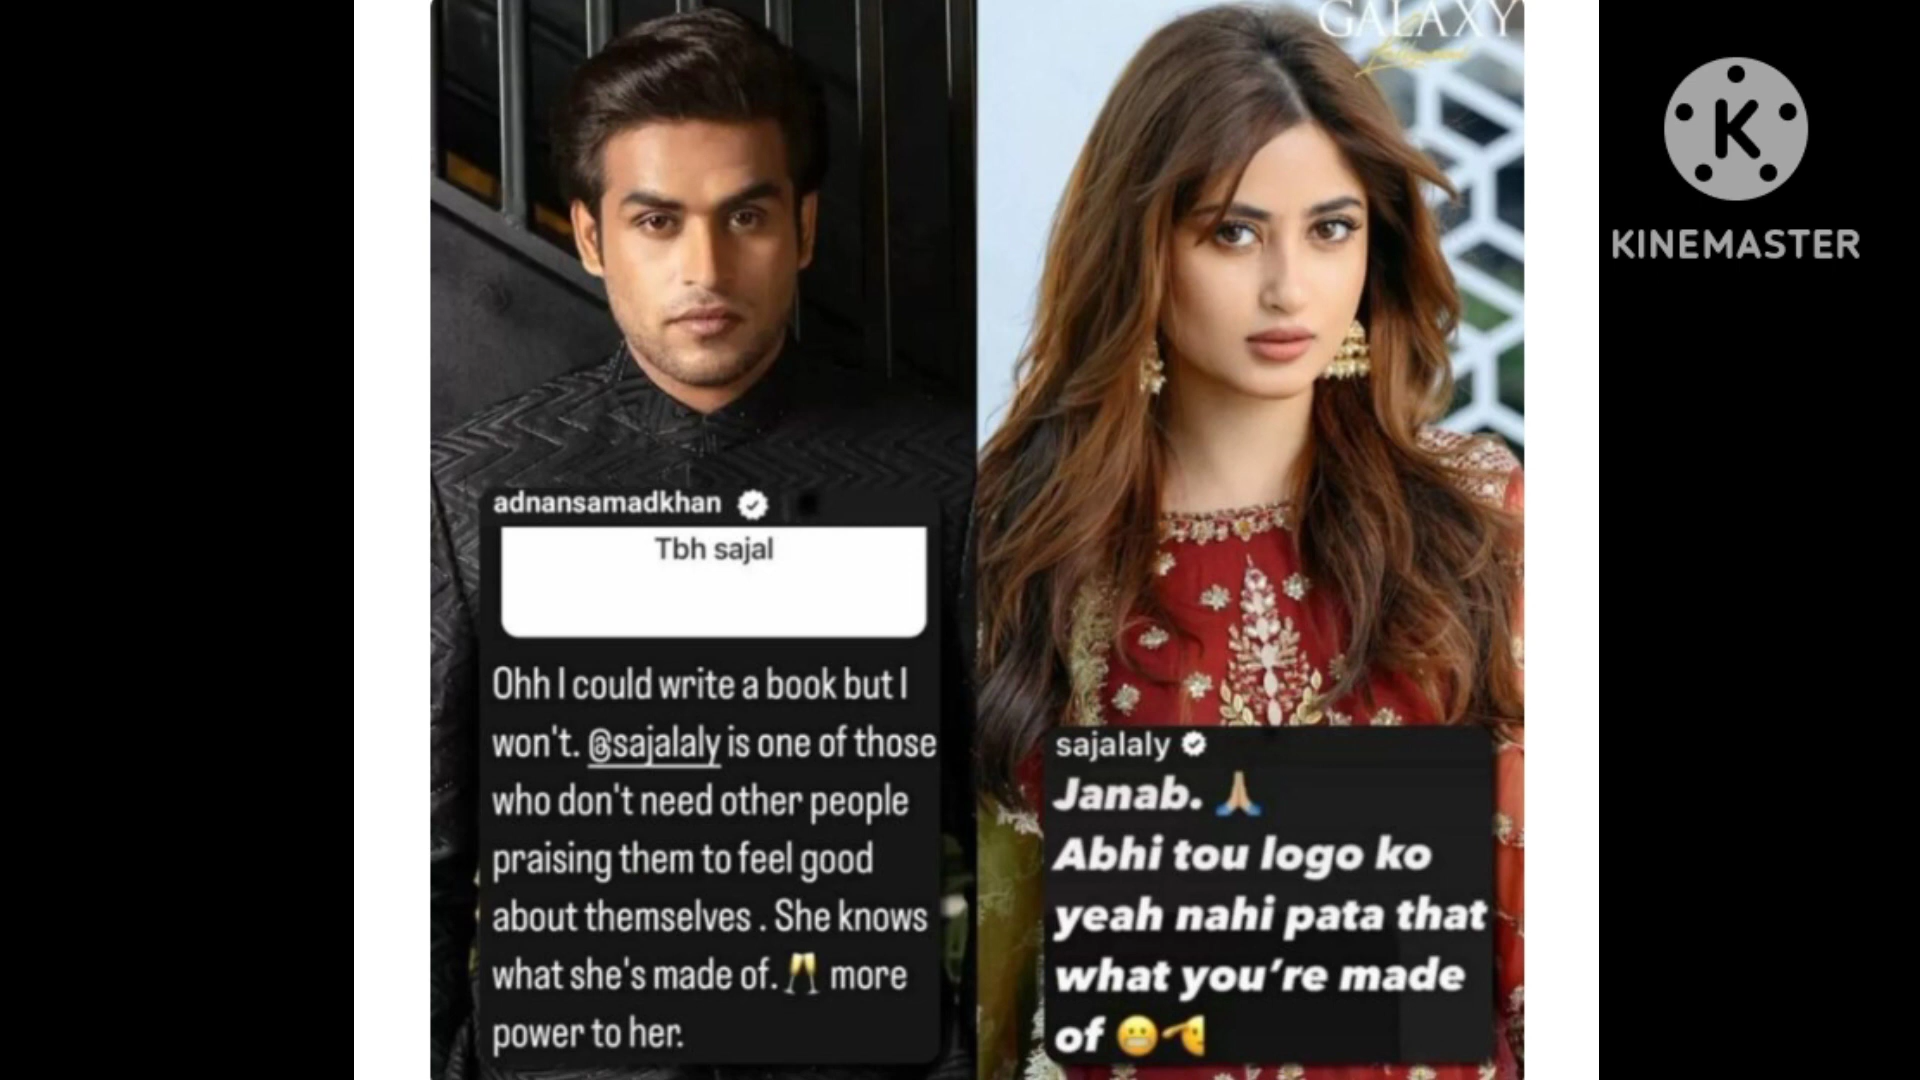 GALAXY
Lollywood
KINEMASTER
adnansamadkhan
Tbh sajal
Ohh I could write a book but I
won't. @sajalaly is one of those
who don't need other people
praising them to feel good
about themselves . She knows
what she's made of. 🥂 more
power to her.
sajalaly
Janab. 🙏🏼
Abhi tou logo ko
yeah nahi pata that
what you're made
of 😬🫡